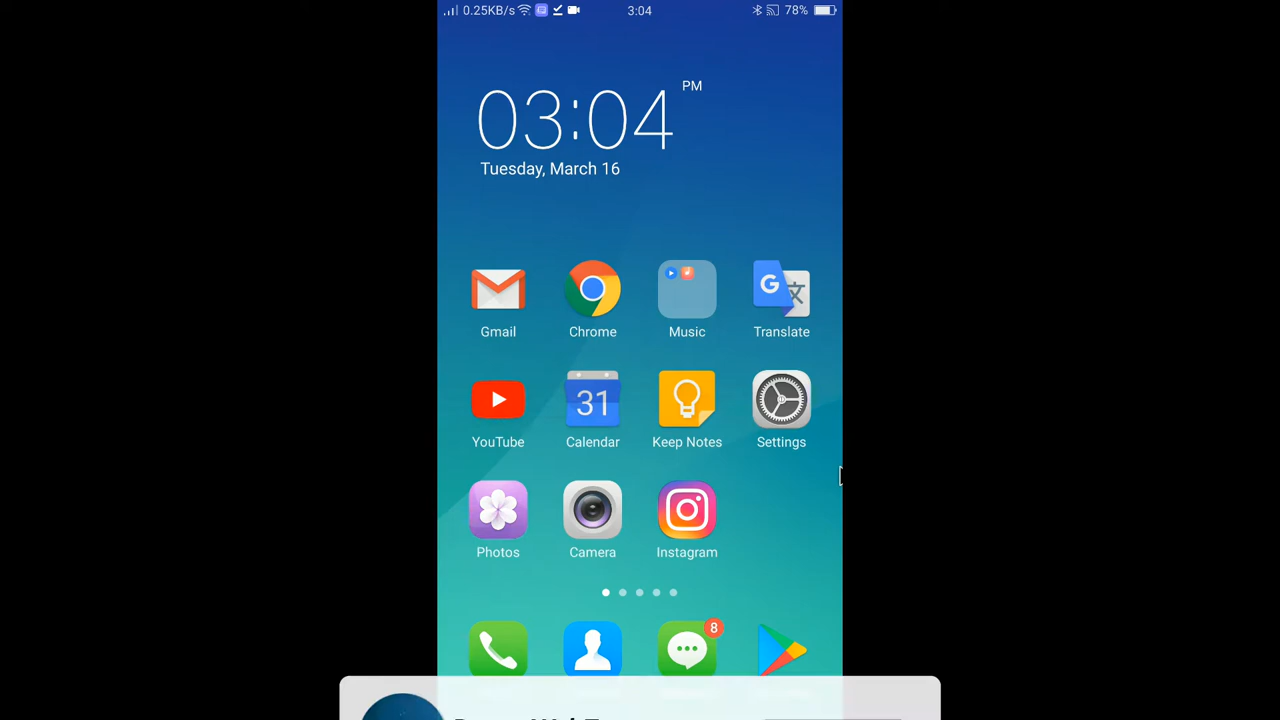 0.25KB/s 3:04 78%
03:04 PM
Tuesday, March 16
Gmail Chrome Music Translate
31
YouTube Calendar Keep Notes Settings
Photos Camera Instagram
8